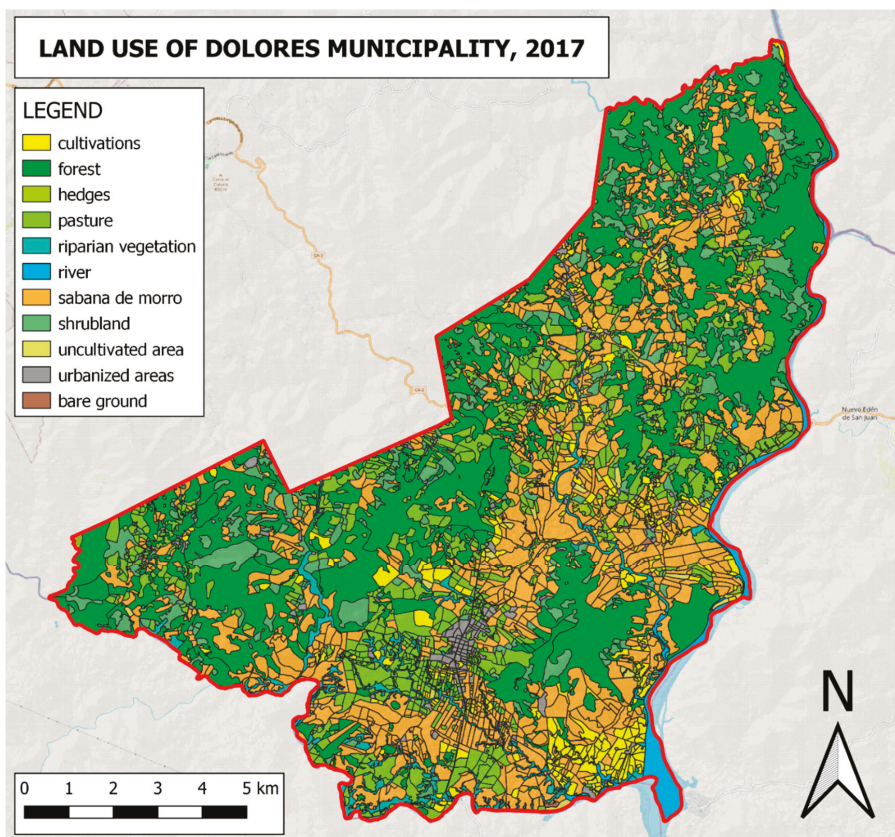 LAND USE OF DOLORES MUNICIPALITY, 2017
LEGEND
cultivations
forest
hedges
pasture
riparian vegetation
river
sabana de morro
shrubland
uncultivated area
urbanized areas
bare ground
Nuevo Edén
de San Juan
N
0 1 2 3 4 5 km